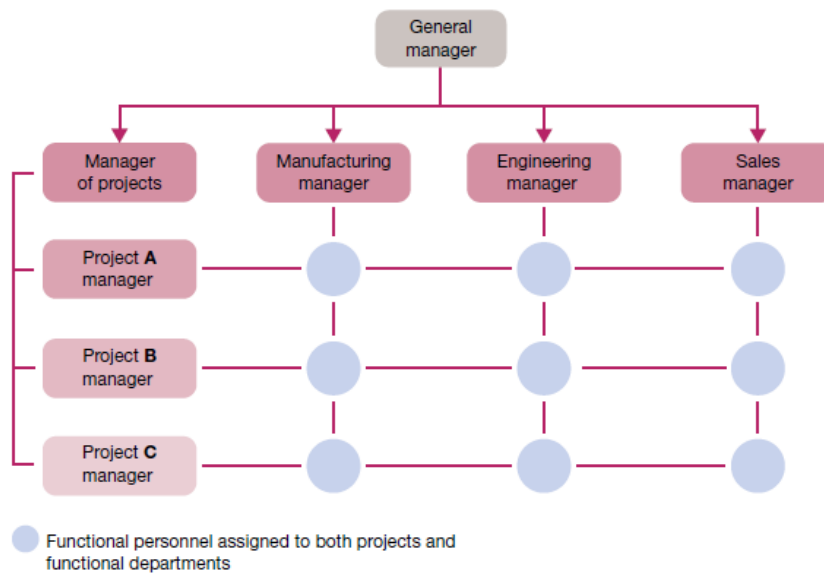 General
manager
Manager
of projects
Manufacturing
manager
Engineering
manager
Sales
manager
Project A
manager
Project B
manager
Project C
manager
Functional personnel assigned to both projects and
functional departments